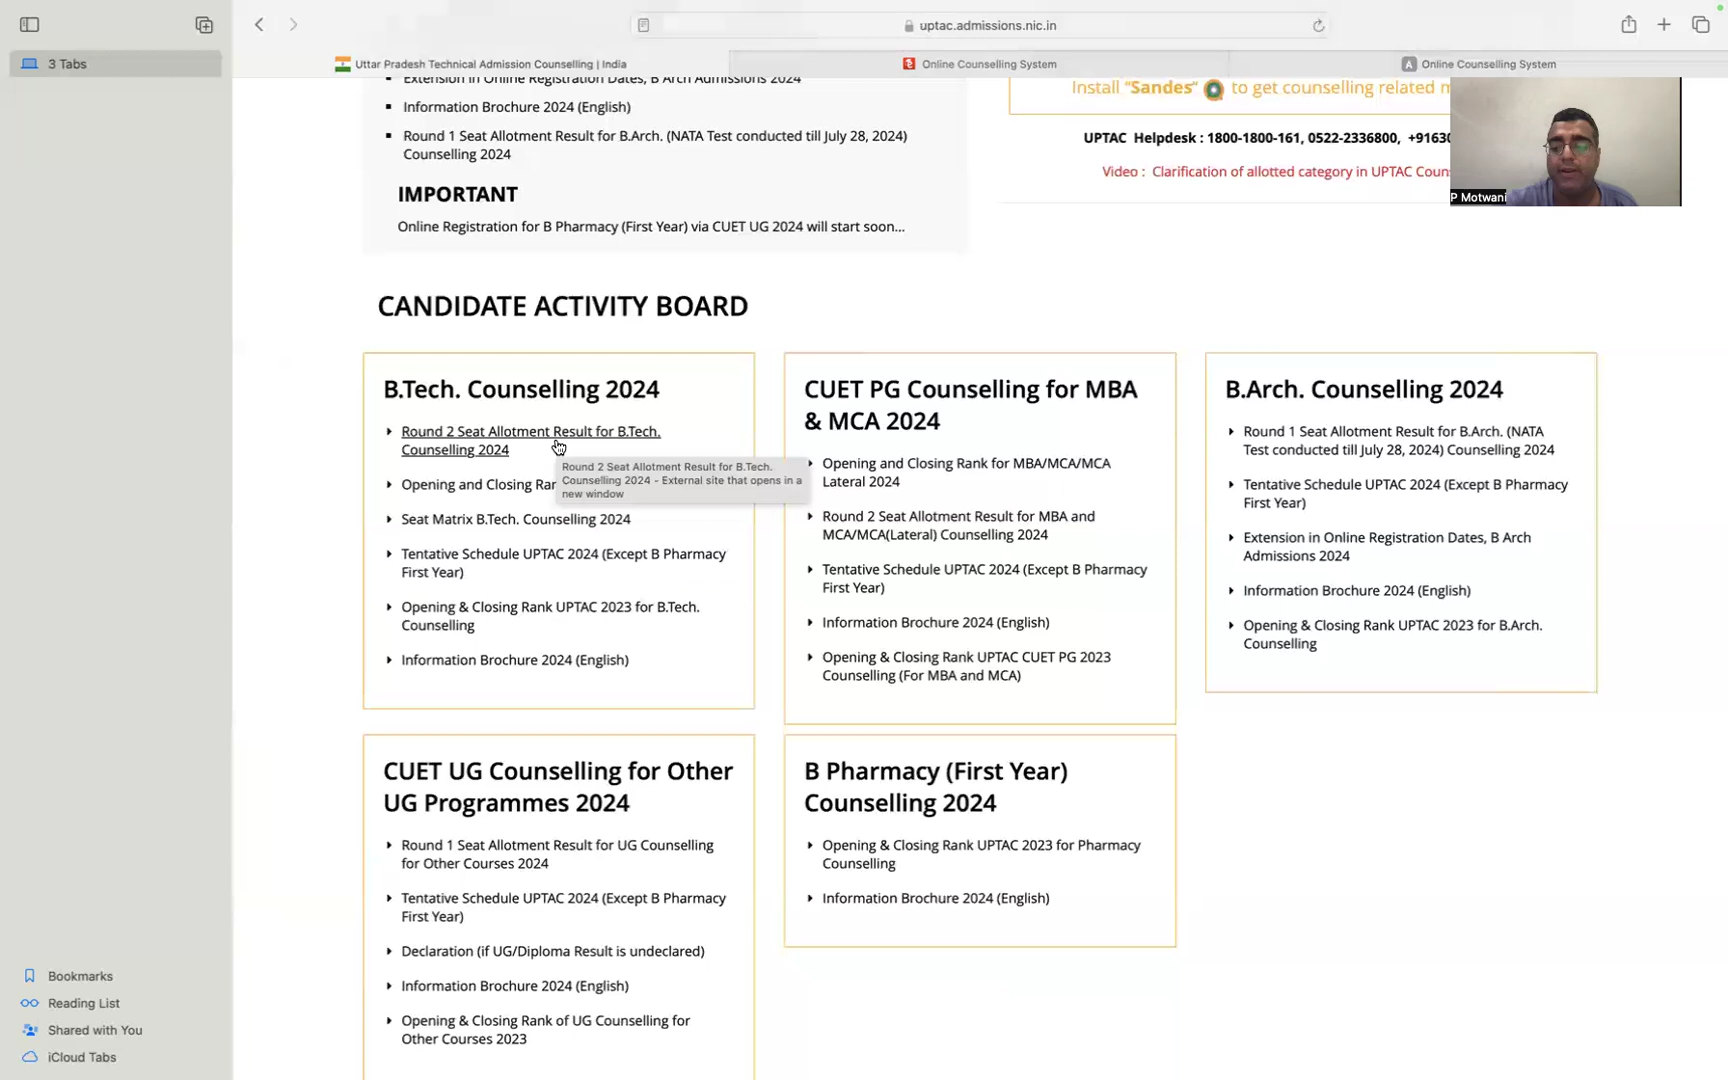 3 Tabs
uptac.admissions.nic.in
Uttar Pradesh Technical Admission Counselling | India
Online Counselling System
Online Counselling System
Extension in Online Registration Dates, B Arch Admissions 2024
Information Brochure 2024 (English)
Round 1 Seat Allotment Result for B.Arch. (NATA Test conducted till July 28, 2024)
Counselling 2024
IMPORTANT
Online Registration for B Pharmacy (First Year) via CUET UG 2024 will start soon...
Install "Sandes" to get counselling related
UPTAC Helpdesk : 1800-1800-161, 0522-2336800, +9163
Video : Clarification of allotted category in UPTAC
P Motwani
CANDIDATE ACTIVITY BOARD
B.Tech. Counselling 2024
Round 2 Seat Allotment Result for B.Tech.
Counselling 2024
Opening and Closing
Round 2 Seat Allotment Result for B.Tech.
Counselling 2024 - External site that opens in a
new window
Seat Matrix B.Tech. Counselling 2024
Tentative Schedule UPTAC 2024 (Except B Pharmacy
First Year)
Opening & Closing Rank UPTAC 2023 for B.Tech.
Counselling
Information Brochure 2024 (English)
CUET PG Counselling for MBA
& MCA 2024
Opening and Closing Rank for MBA/MCA/MCA
Lateral 2024
Round 2 Seat Allotment Result for MBA and
MCA/MCA(Lateral) Counselling 2024
Tentative Schedule UPTAC 2024 (Except B Pharmacy
First Year)
Information Brochure 2024 (English)
Opening & Closing Rank UPTAC CUET PG 2023
Counselling (For MBA and MCA)
B.Arch. Counselling 2024
Round 1 Seat Allotment Result for B.Arch. (NATA
Test conducted till July 28, 2024) Counselling 2024
Tentative Schedule UPTAC 2024 (Except B Pharmacy
First Year)
Extension in Online Registration Dates, B Arch
Admissions 2024
Information Brochure 2024 (English)
Opening & Closing Rank UPTAC 2023 for B.Arch.
Counselling
CUET UG Counselling for Other
UG Programmes 2024
Round 1 Seat Allotment Result for UG Counselling
for Other Courses 2024
Tentative Schedule UPTAC 2024 (Except B Pharmacy
First Year)
Declaration (if UG/Diploma Result is undeclared)
Information Brochure 2024 (English)
Opening & Closing Rank of UG Counselling for
Other Courses 2023
B Pharmacy (First Year)
Counselling 2024
Opening & Closing Rank UPTAC 2023 for Pharmacy
Counselling
Information Brochure 2024 (English)
Bookmarks
Reading List
Shared with You
iCloud Tabs